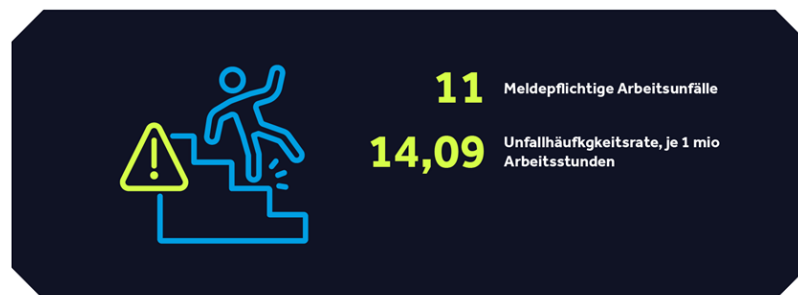 11 Meldepflichtige Arbeitsunfälle
14,09 Unfallhäufkgkeitsrate, je 1 mio
Arbeitsstunden